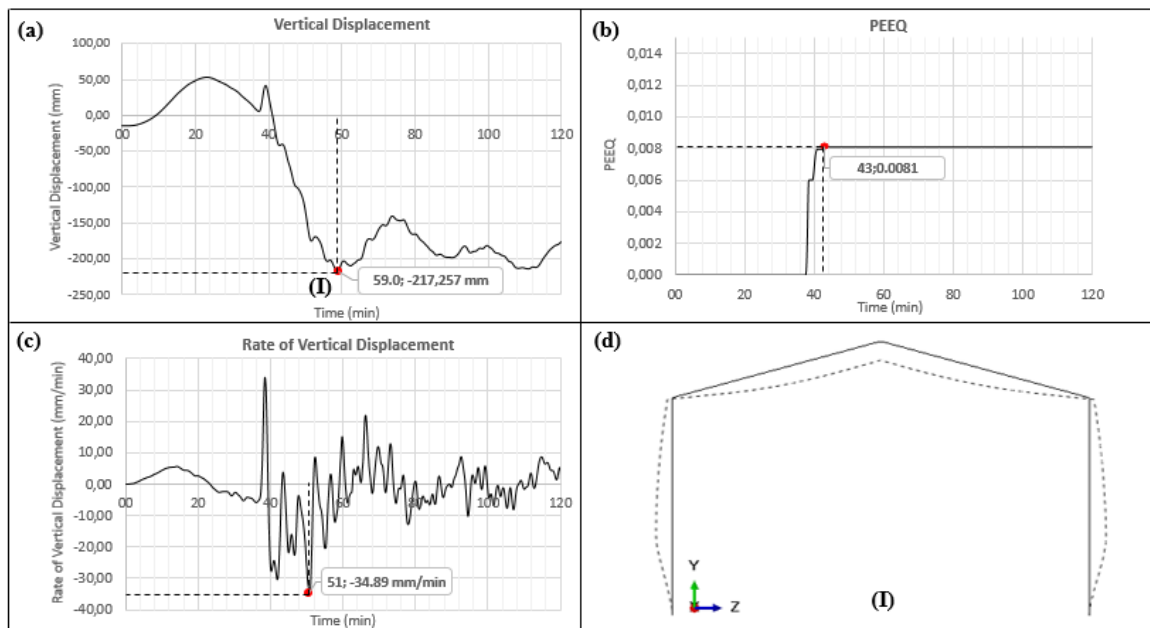 (a)
Vertical Displacement
100,00
50,00
0,00
-50,00
-100,00
-150,00
-200,00
-250,00
Vertical Displacement (mm)
00 20 40 60 80 100 120
59.0; -217,257 mm
(I)
Time (min)
(b)
PEEQ
0,014
0,012
0,010
0,008
0,006
0,004
0,002
0,000
PEEQ
43;0.0081
00 20 40 60 80 100 120
Time (min)
(c)
Rate of Vertical Displacement
40,00
30,00
20,00
10,00
0,00
-10,00
-20,00
-30,00
-40,00
Rate of Vertical Displacement (mm/min)
00 20 40 60 80 100 120
51; -34.89 mm/min
Time (min)
(d)
Y
Z
(I)